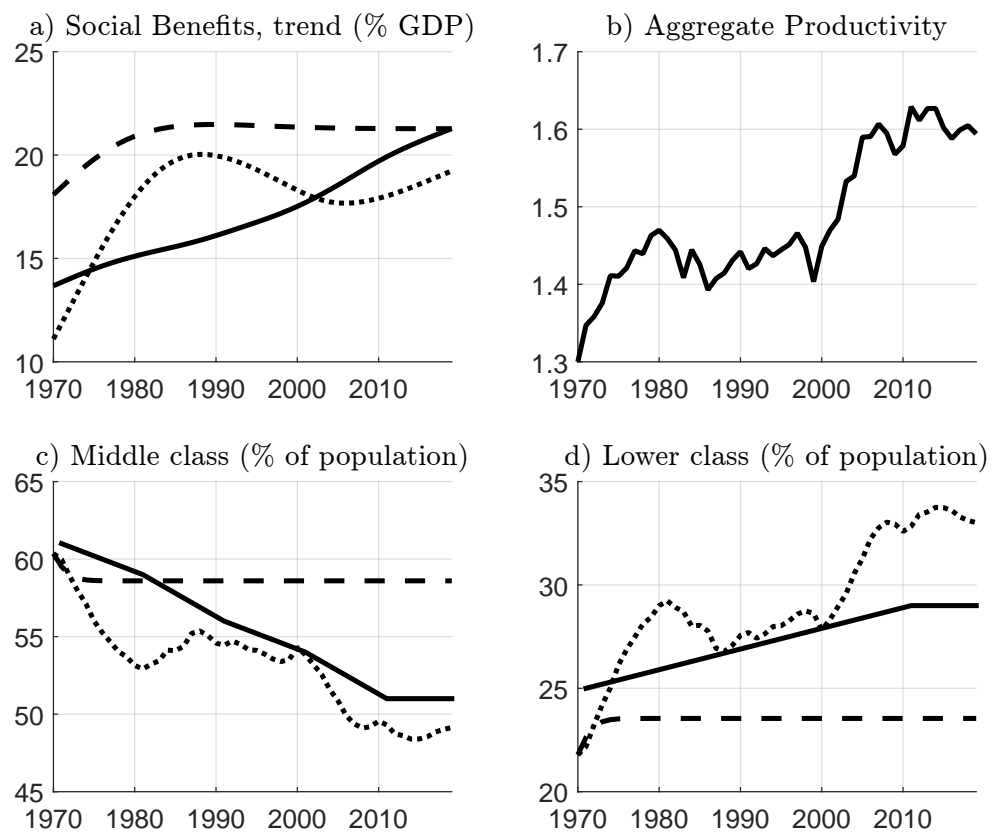 a) Social Benefits, trend (% GDP)
25
20
15
10
1970 1980 1990 2000 2010
b) Aggregate Productivity
1.7
1.6
1.5
1.4
1.3
1970 1980 1990 2000 2010
c) Middle class (% of population)
65
60
55
50
45
1970 1980 1990 2000 2010
d) Lower class (% of population)
35
30
25
20
1970 1980 1990 2000 2010